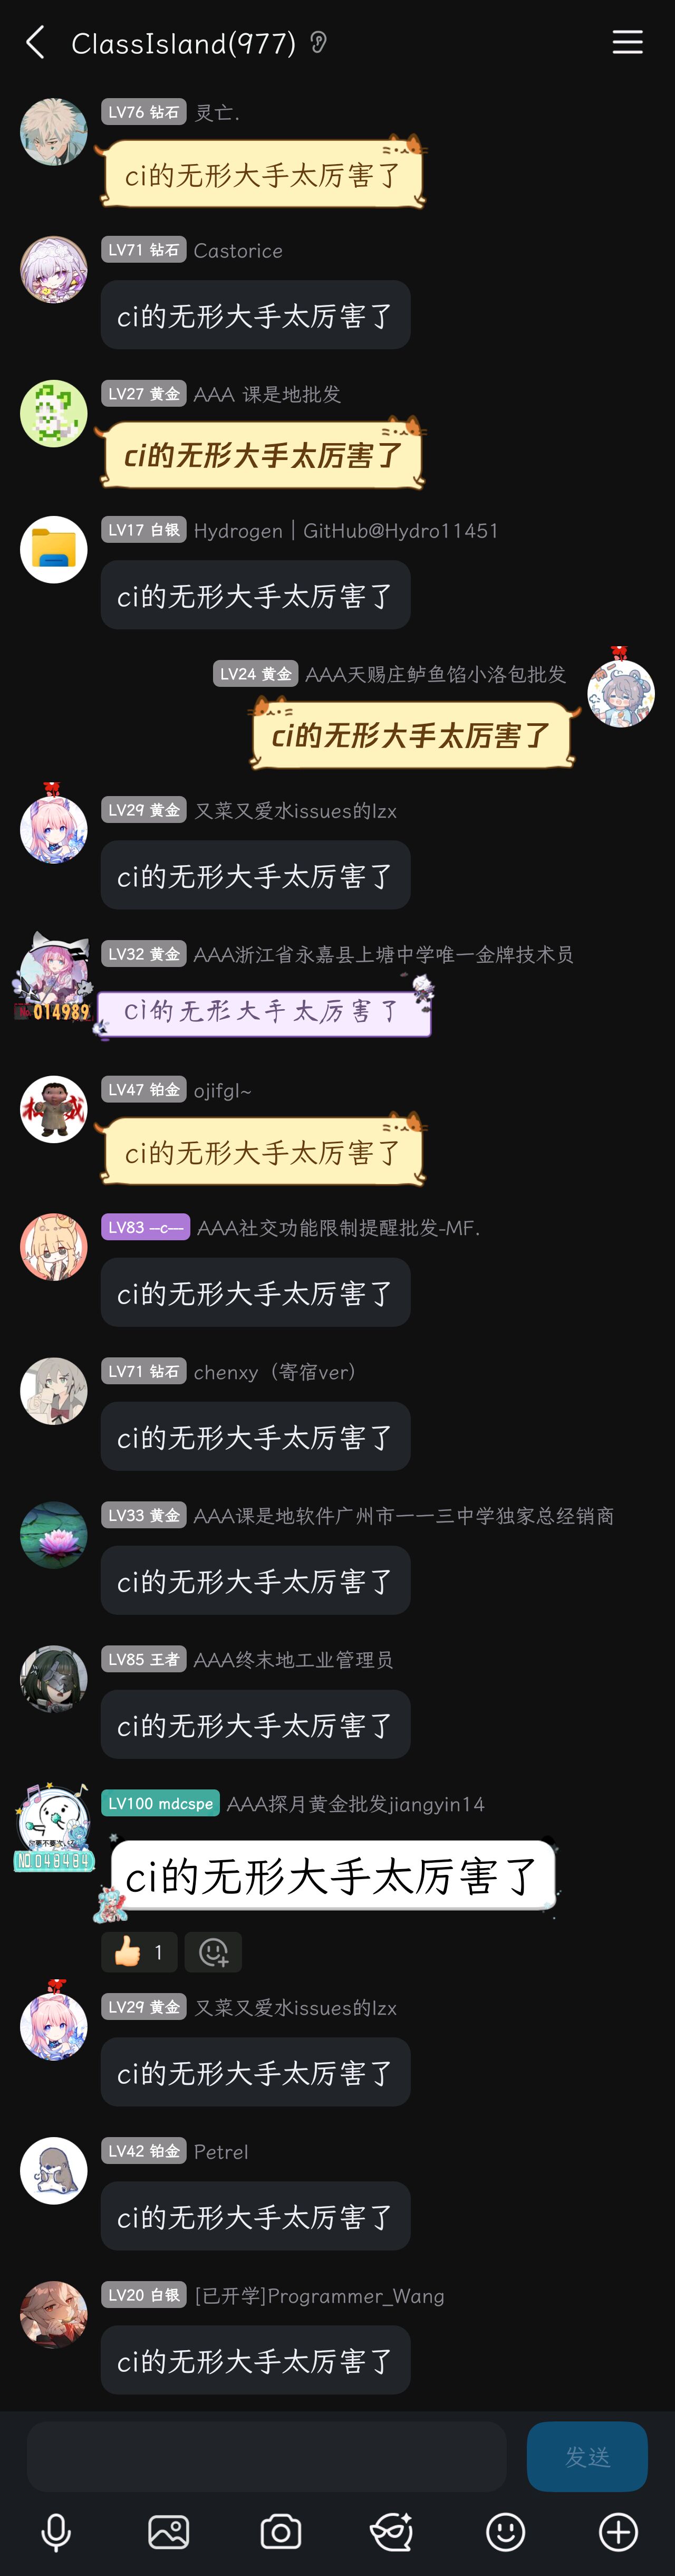 ClassIsland(977)
LV76 钻石 灵亡.
ci的无形大手太厉害了
LV71 钻石 Castorice
ci的无形大手太厉害了
LV27 黄金 AAA 课是地批发
ci的无形大手太厉害了
LV17 白银 Hydrogen | GitHub@Hydro11451
ci的无形大手太厉害了
LV24 黄金 AAA天赐庄鲈鱼馅小洛包批发
ci的无形大手太厉害了
LV29 黄金 又菜又爱水issues的lzx
ci的无形大手太厉害了
LV32 黄金 AAA浙江省永嘉县上塘中学唯一金牌技术员
No.014989
ci的无形大手太厉害了
LV47 铂金 ojifgl~
权威
ci的无形大手太厉害了
LV83 —c— AAA社交功能限制提醒批发-MF.
ci的无形大手太厉害了
LV71 钻石 chenxy（寄宿ver）
ci的无形大手太厉害了
LV33 黄金 AAA课是地软件广州市一一三中学独家总经销商
ci的无形大手太厉害了
LV85 王者 AAA终末地工业管理员
ci的无形大手太厉害了
LV100 mdcspe AAA探月黄金批发jiangyin14
NO.048484
ci的无形大手太厉害了
1
LV29 黄金 又菜又爱水issues的lzx
ci的无形大手太厉害了
LV42 铂金 Petrel
ci的无形大手太厉害了
LV20 白银 [已开学]Programmer_Wang
ci的无形大手太厉害了
发送